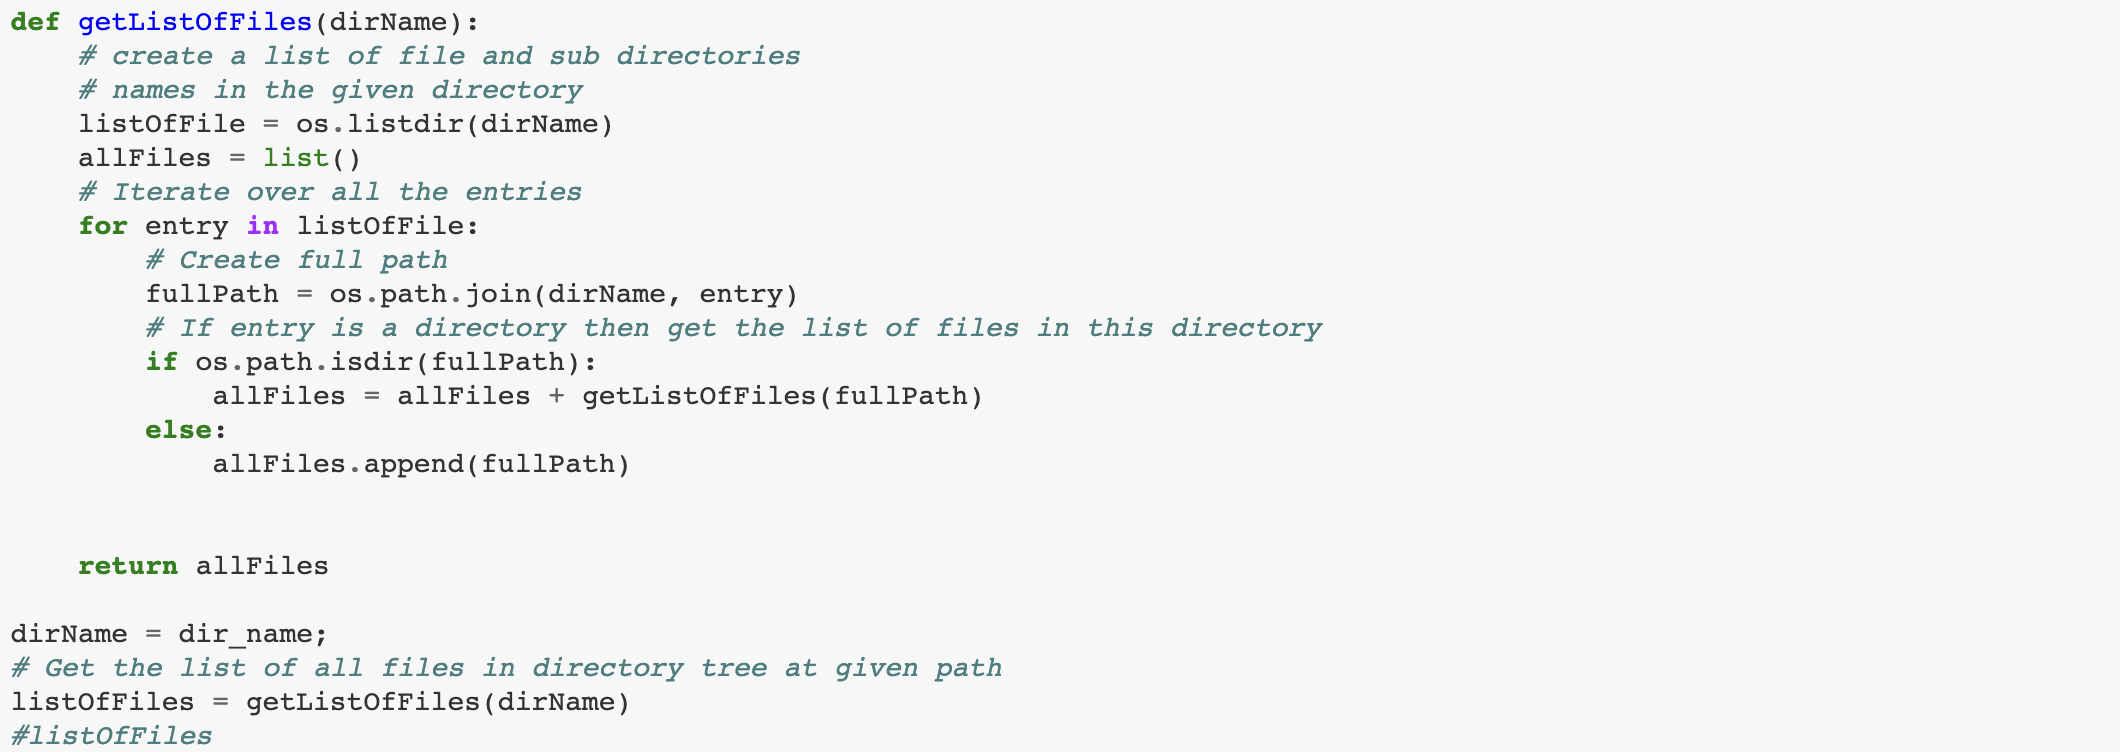 def getListOfFiles(dirName):
    # create a list of file and sub directories
    # names in the given directory
    listOfFile = os.listdir(dirName)
    allFiles = list()
    # Iterate over all the entries
    for entry in listOfFile:
        # Create full path
        fullPath = os.path.join(dirName, entry)
        # If entry is a directory then get the list of files in this directory
        if os.path.isdir(fullPath):
            allFiles = allFiles + getListOfFiles(fullPath)
        else:
            allFiles.append(fullPath)
    return allFiles
dirName = dir_name;
# Get the list of all files in directory tree at given path
listOfFiles = getListOfFiles(dirName)
#listOfFiles